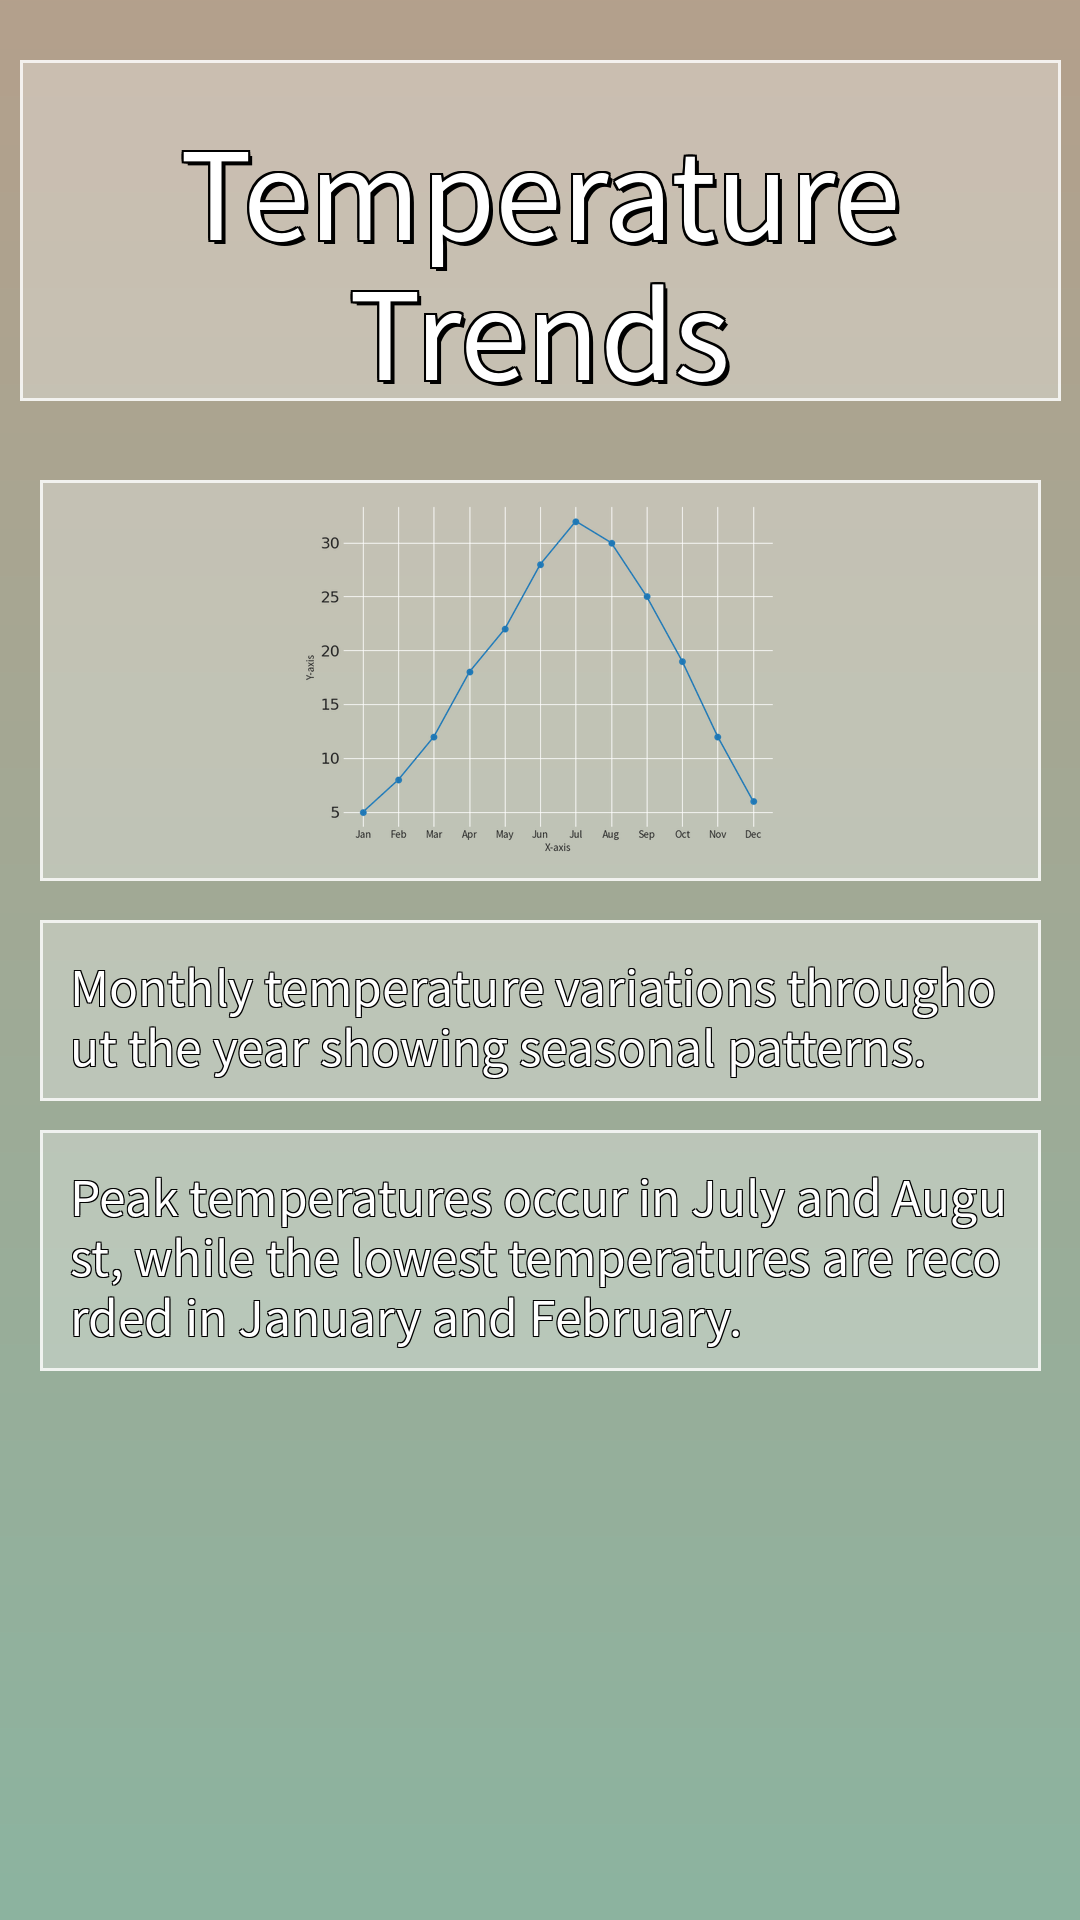 Temperature
Trends
30
25
20
15
10
5
Y-axis
Jan Feb Mar Apr May Jun Jul Aug Sep Oct Nov Dec
X-axis
Monthly temperature variations througho
ut the year showing seasonal patterns.
Peak temperatures occur in July and Augu
st, while the lowest temperatures are reco
rded in January and February.